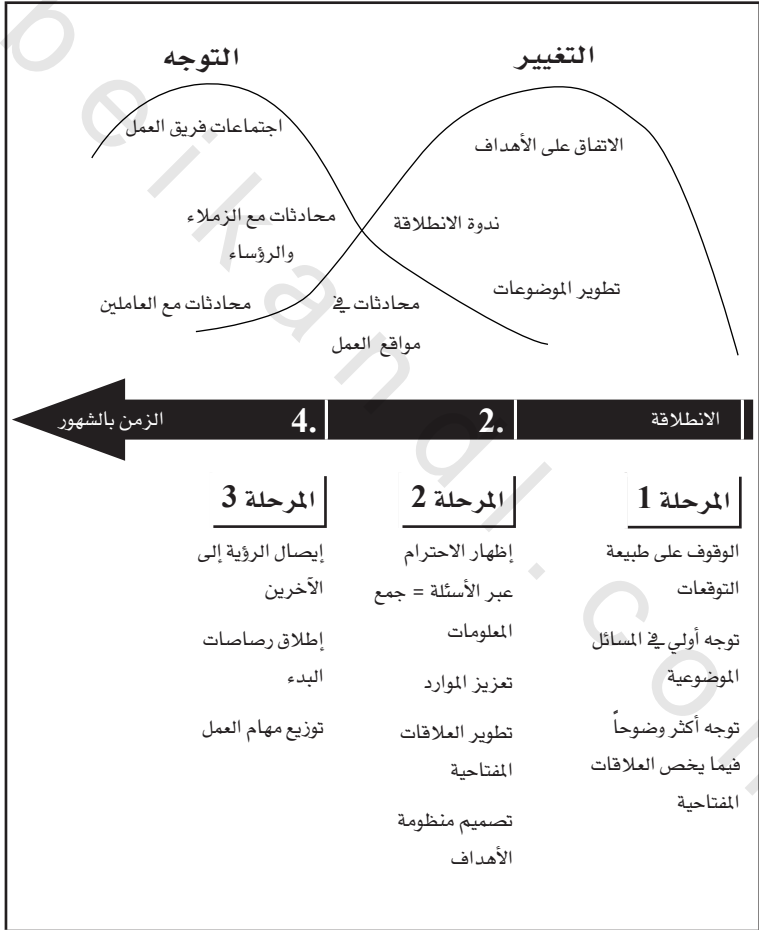 التغيير
التوجه
اجتماعات فريق العمل
الاتفاق على الأهداف
محادثات مع الزملاء
والرؤساء
ندوة الانطلاقة
تطوير الموضوعات
محادثات في
مواقع العمل
محادثات مع العاملين
الانطلاقة
2.
4.
الزمن بالشهور
المرحلة 1
الوقوف على طبيعة
التوقعات
توجه أولي في المسائل
الموضوعية
توجه أكثر وضوحاً
فيما يخص العلاقات
المفتاحية
المرحلة 2
إظهار الاحترام
عبر الأسئلة = جمع
المعلومات
تعزيز الموارد
تطوير العلاقات
المفتاحية
تصميم منظومة
الأهداف
المرحلة 3
إيصال الرؤية إلى
الآخرين
إطلاق رصاصات
البدء
توزيع مهام العمل
beikandl.com